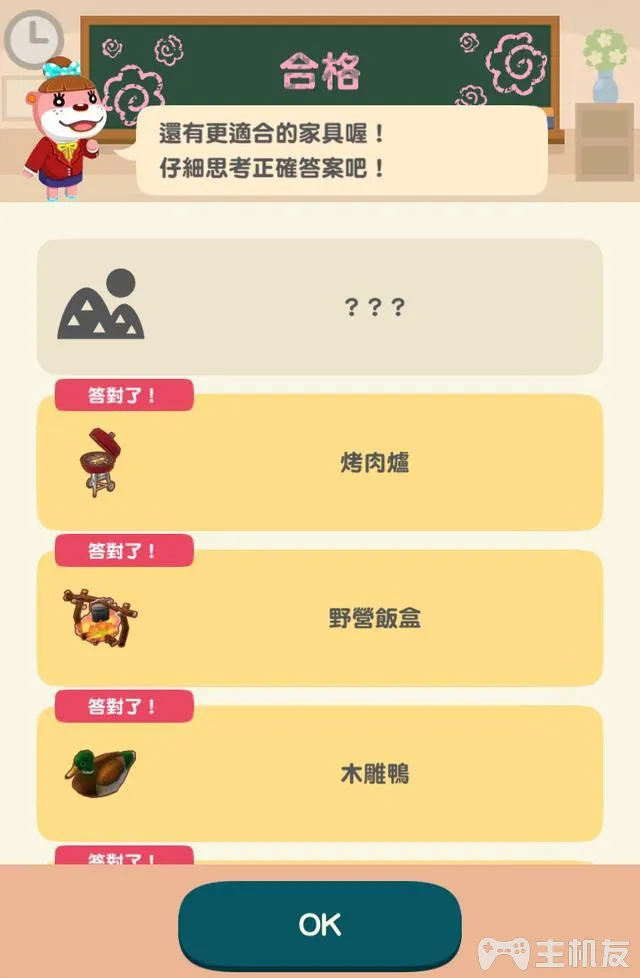 合格
還有更適合的家具喔！
仔細思考正確答案吧！
？？？
答對了！
烤肉爐
答對了！
野營飯盒
答對了！
木雕鴨
答對了！
OK
主机友